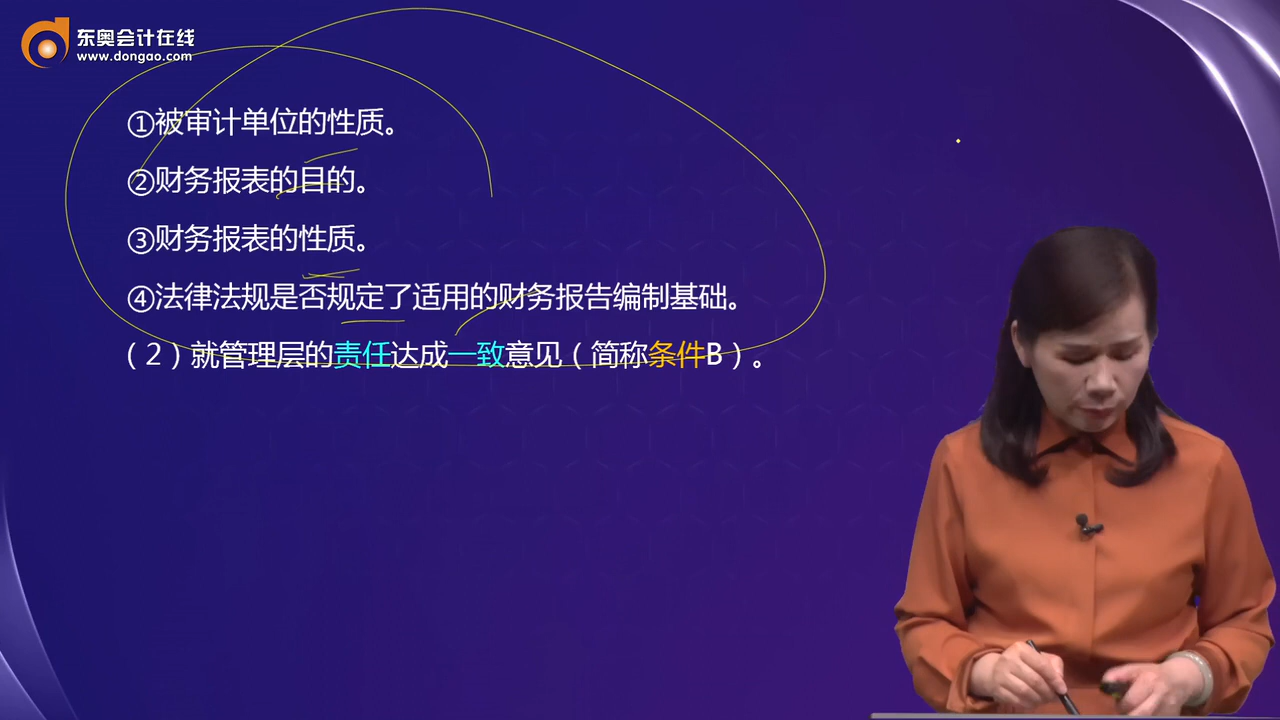 东奥会计在线
www.dongao.com
①被审计单位的性质。
②财务报表的目的。
③财务报表的性质。
④法律法规是否规定了适用的财务报告编制基础。
（2）就管理层的责任达成一致意见（简称条件B）。